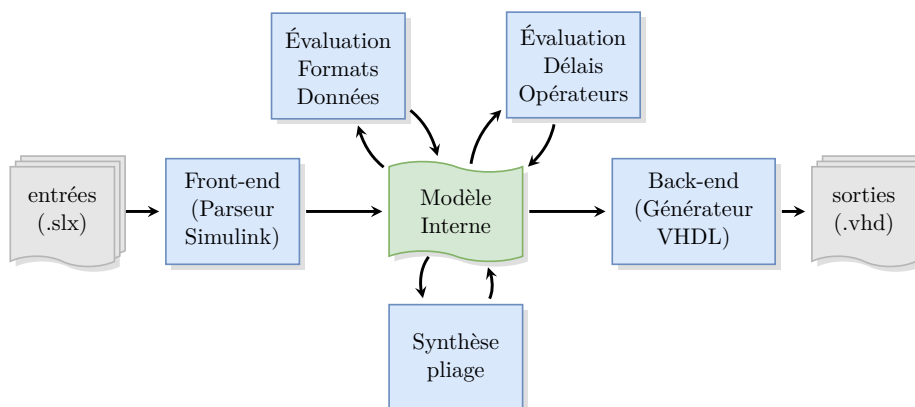 Évaluation
Formats
Données
Évaluation
Délais
Opérateurs
entrées
(.slx)
Front-end
(Parseur
Simulink)
Modèle
Interne
Back-end
(Générateur
VHDL)
sorties
(.vhd)
Synthèse
pliage